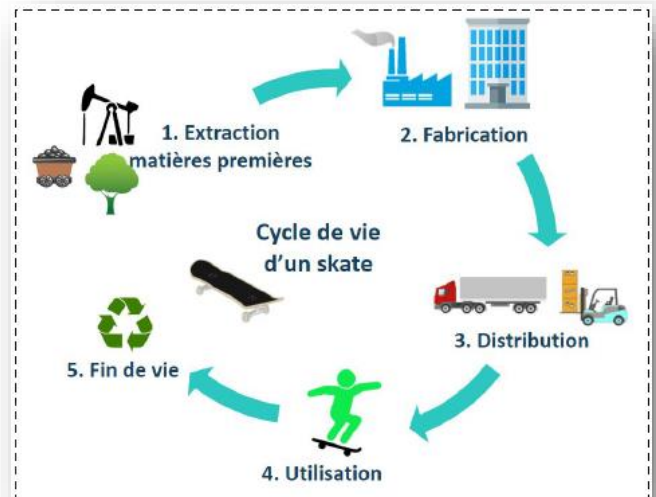 1. Extraction
matières premières
2. Fabrication
Cycle de vie
d'un skate
3. Distribution
5. Fin de vie
4. Utilisation